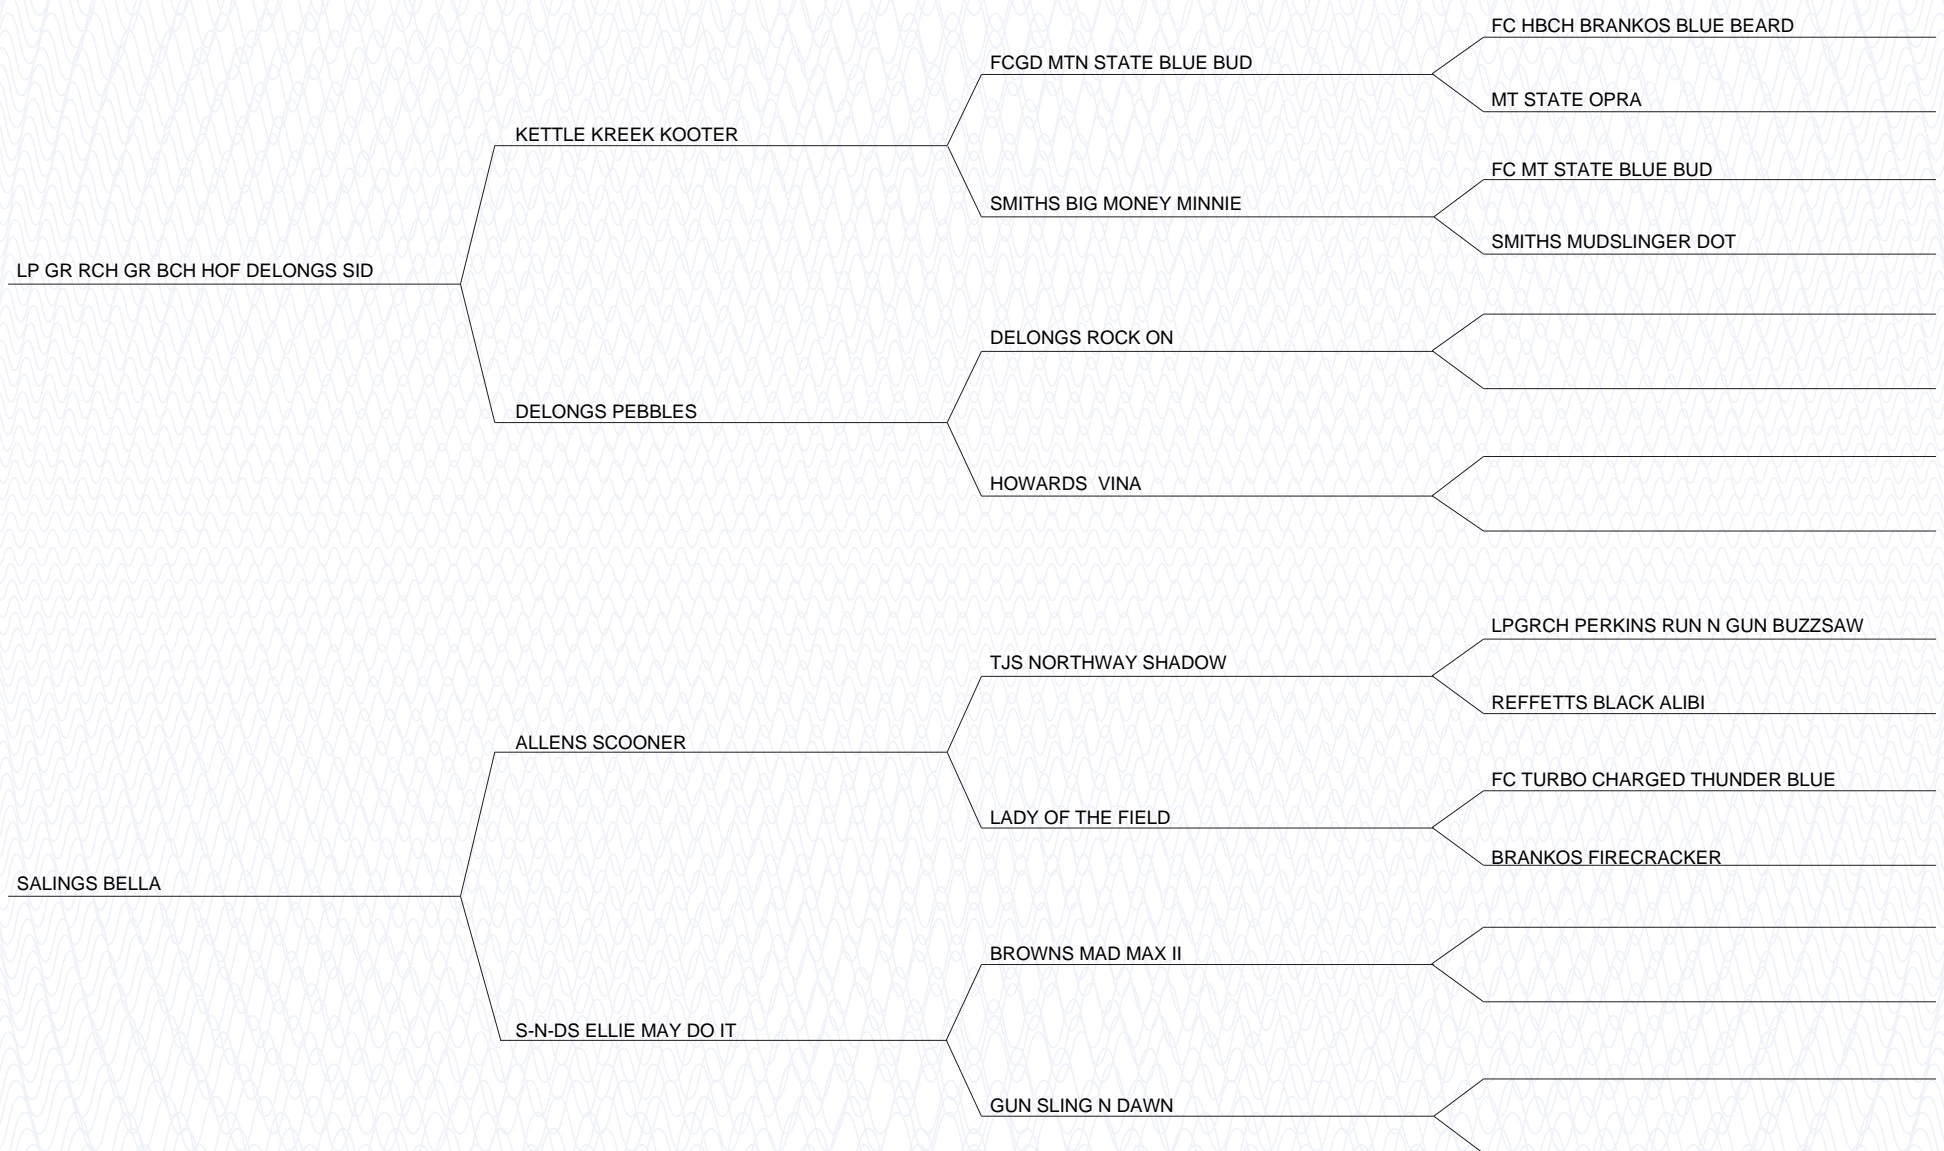 FC HBCH BRANKOS BLUE BEARD
FCGD MTN STATE BLUE BUD
MT STATE OPRA
KETTLE KREEK KOOTER
FC MT STATE BLUE BUD
SMITHS BIG MONEY MINNIE
SMITHS MUDSLINGER DOT
LP GR RCH GR BCH HOF DELONGS SID
DELONGS ROCK ON
DELONGS PEBBLES
HOWARDS  VINA
LPGRCH PERKINS RUN N GUN BUZZSAW
TJS NORTHWAY SHADOW
REFFETTS BLACK ALIBI
ALLENS SCOONER
FC TURBO CHARGED THUNDER BLUE
LADY OF THE FIELD
BRANKOS FIRECRACKER
SALINGS BELLA
BROWNS MAD MAX II
S-N-DS ELLIE MAY DO IT
GUN SLING N DAWN